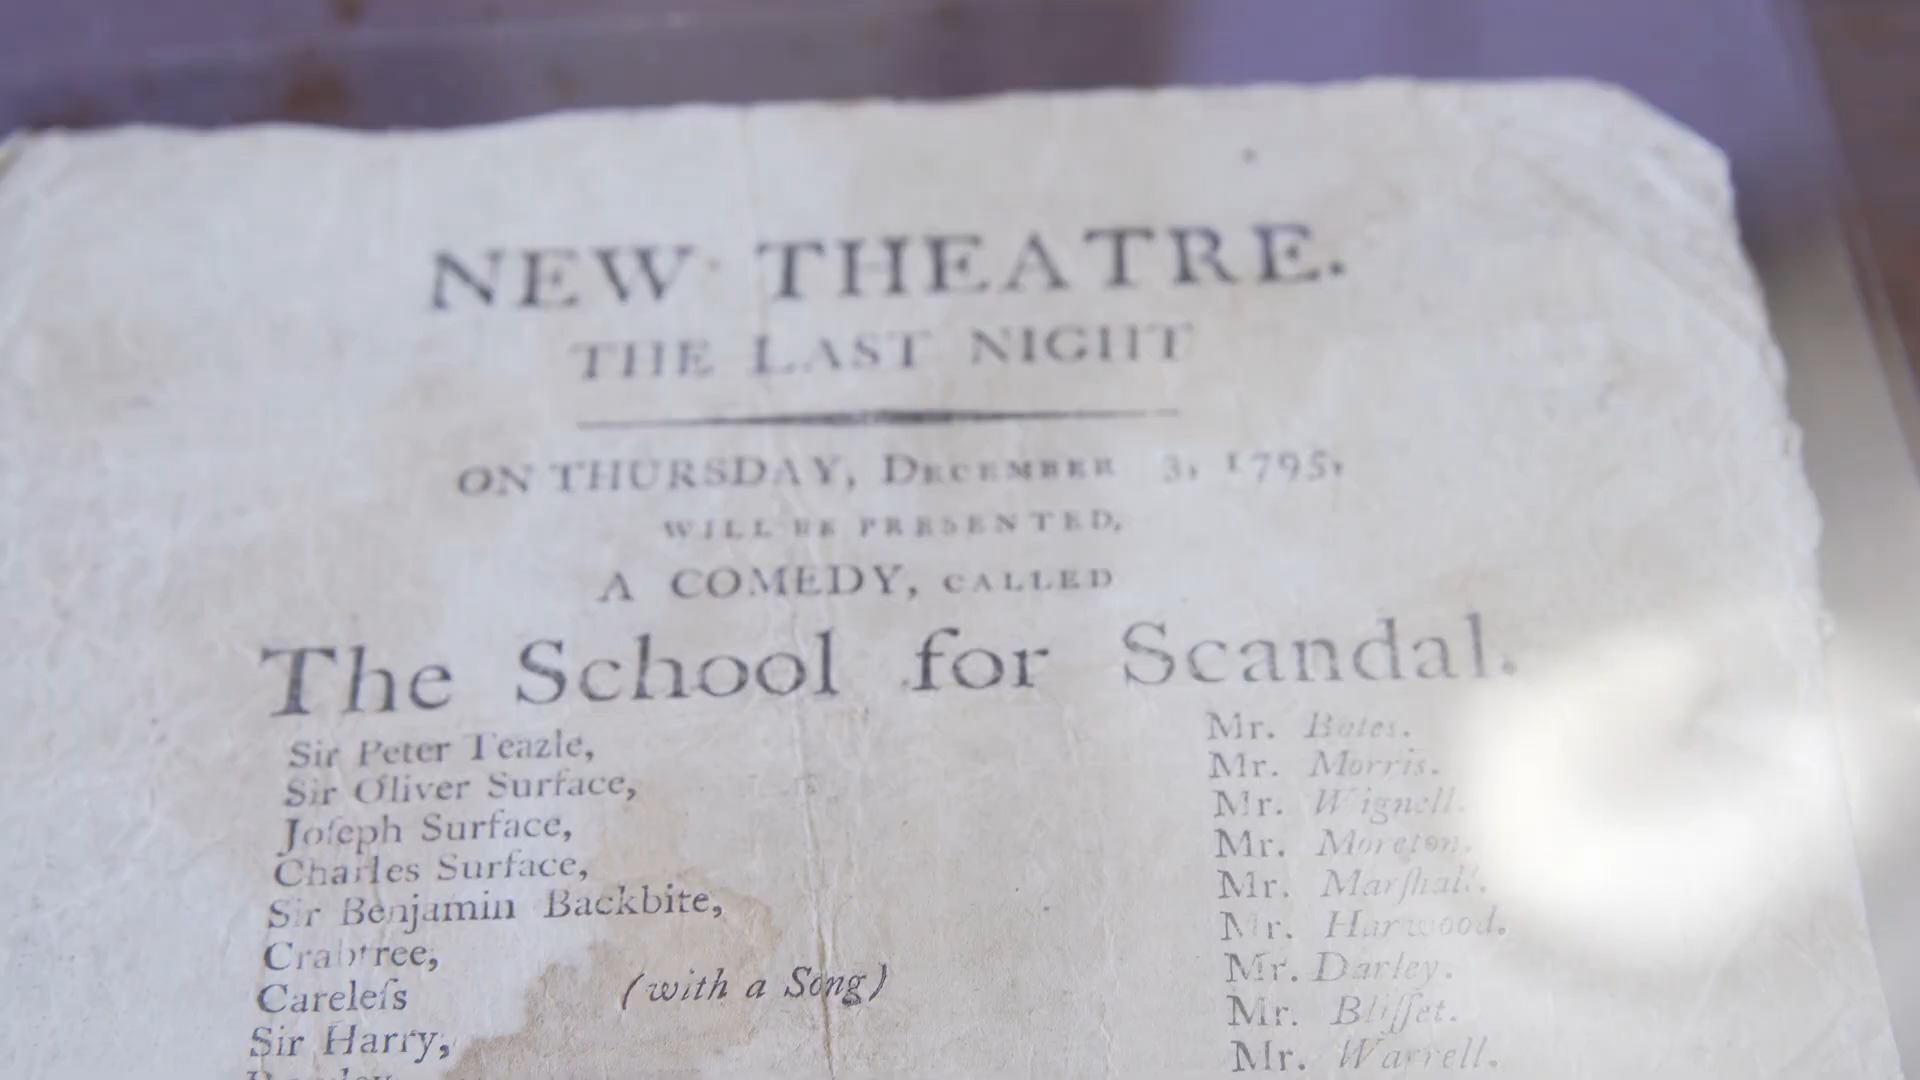 NEW THEATRE.
THE LAST NIGHT
ON THURSDAY, DECEMBER 3, 1795,
WILL BE PRESENTED,
A COMEDY, CALLED
The School for Scandal.
Sir Peter Teazle, Mr. Bates.
Sir Oliver Surface, Mr. Morris.
Joſeph Surface, Mr. Wignell.
Charles Surface, Mr. Moreton.
Sir Benjamin Backbite, Mr. Marſhall.
Crabtree, Mr. Harwood.
Careleſs (with a Song) Mr. Darley.
Sir Harry, Mr. Bliſſet.
Mr. Warrell.